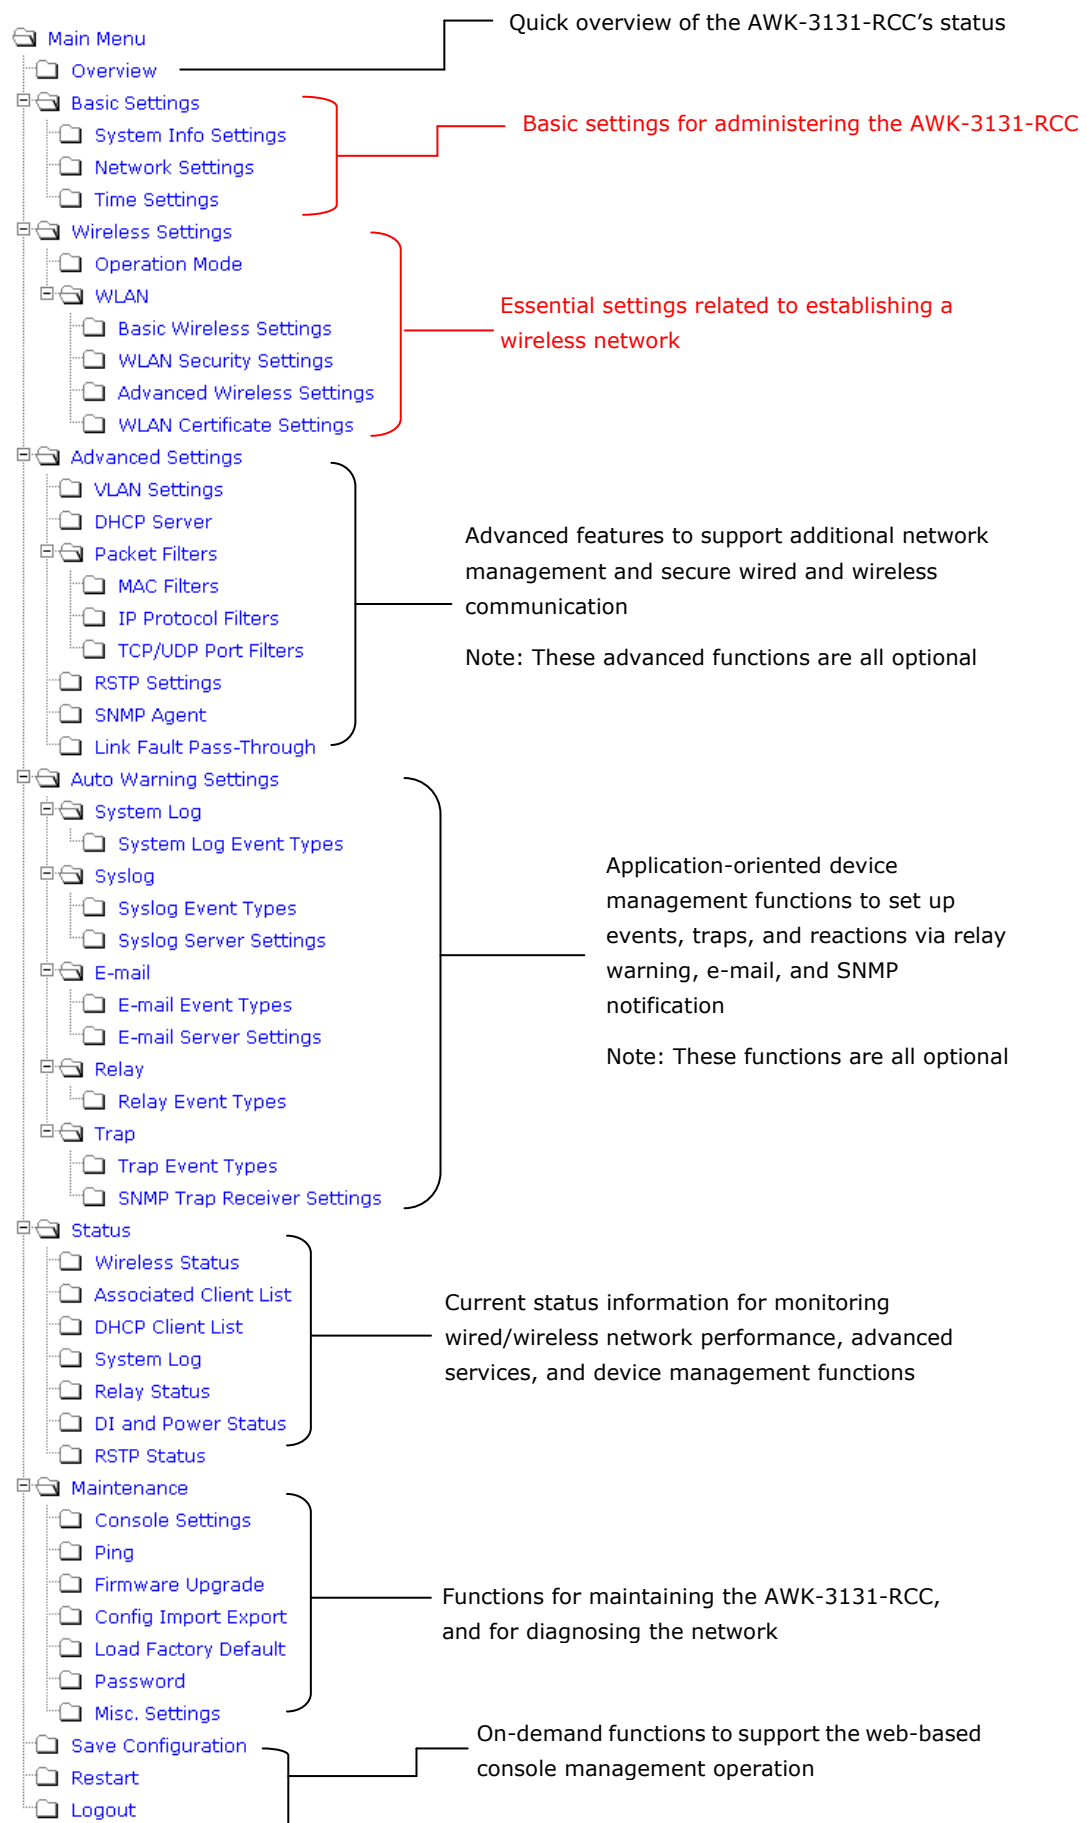 Quick overview of the AWK-3131-RCC’s status
Main Menu
Overview
Basic Settings
Basic settings for administering the AWK-3131-RCC
System Info Settings
Network Settings
Time Settings
Wireless Settings
Operation Mode
WLAN
Essential settings related to establishing a
wireless network
Basic Wireless Settings
WLAN Security Settings
Advanced Wireless Settings
WLAN Certificate Settings
Advanced Settings
VLAN Settings
DHCP Server
Packet Filters
MAC Filters
IP Protocol Filters
TCP/UDP Port Filters
RSTP Settings
SNMP Agent
Link Fault Pass-Through
Advanced features to support additional network
management and secure wired and wireless
communication
Note: These advanced functions are all optional
Auto Warning Settings
System Log
System Log Event Types
Syslog
Syslog Event Types
Syslog Server Settings
E-mail
E-mail Event Types
E-mail Server Settings
Relay
Relay Event Types
Trap
Trap Event Types
SNMP Trap Receiver Settings
Application-oriented device
management functions to set up
events, traps, and reactions via relay
warning, e-mail, and SNMP
notification
Note: These functions are all optional
Status
Wireless Status
Associated Client List
DHCP Client List
System Log
Relay Status
DI and Power Status
RSTP Status
Current status information for monitoring
wired/wireless network performance, advanced
services, and device management functions
Maintenance
Console Settings
Ping
Firmware Upgrade
Config Import Export
Load Factory Default
Password
Misc. Settings
Functions for maintaining the AWK-3131-RCC,
and for diagnosing the network
Save Configuration
Restart
Logout
On-demand functions to support the web-based
console management operation